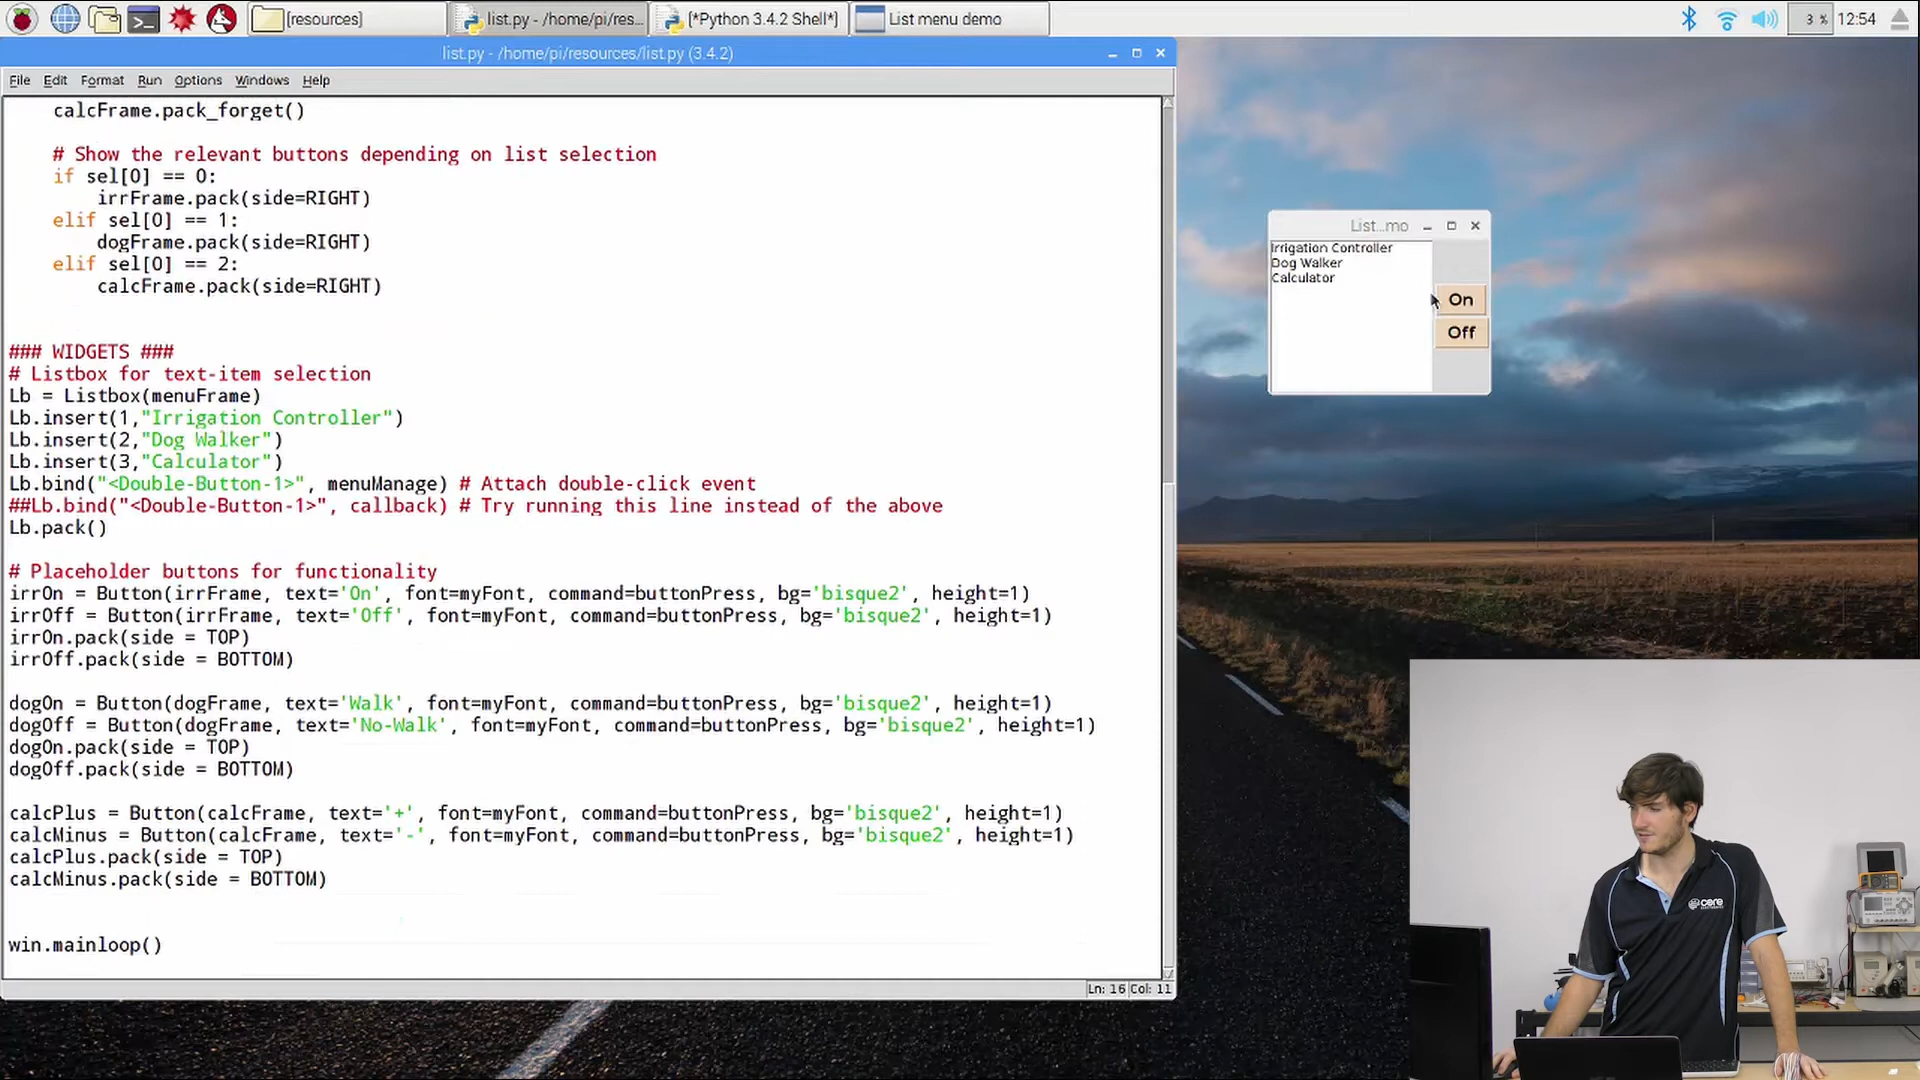 [resources]
list.py - /home/pi/res...
[*Python 3.4.2 Shell*]
List menu demo
3 %
12:54
list.py - /home/pi/resources/list.py (3.4.2)
File Edit Format Run Options Windows Help
calcFrame.pack_forget()
# Show the relevant buttons depending on list selection
if sel[0] == 0:
irrFrame.pack(side=RIGHT)
elif sel[0] == 1:
dogFrame.pack(side=RIGHT)
elif sel[0] == 2:
calcFrame.pack(side=RIGHT)
### WIDGETS ###
# Listbox for text-item selection
Lb = Listbox(menuFrame)
Lb.insert(1,"Irrigation Controller")
Lb.insert(2,"Dog Walker")
Lb.insert(3,"Calculator")
Lb.bind("<Double-Button-1>", menuManage) # Attach double-click event
##Lb.bind("<Double-Button-1>", callback) # Try running this line instead of the above
Lb.pack()
# Placeholder buttons for functionality
irrOn = Button(irrFrame, text='On', font=myFont, command=buttonPress, bg='bisque2', height=1)
irrOff = Button(irrFrame, text='Off', font=myFont, command=buttonPress, bg='bisque2', height=1)
irrOn.pack(side = TOP)
irrOff.pack(side = BOTTOM)
dogOn = Button(dogFrame, text='Walk', font=myFont, command=buttonPress, bg='bisque2', height=1)
dogOff = Button(dogFrame, text='No-Walk', font=myFont, command=buttonPress, bg='bisque2', height=1)
dogOn.pack(side = TOP)
dogOff.pack(side = BOTTOM)
calcPlus = Button(calcFrame, text='+', font=myFont, command=buttonPress, bg='bisque2', height=1)
calcMinus = Button(calcFrame, text='-', font=myFont, command=buttonPress, bg='bisque2', height=1)
calcPlus.pack(side = TOP)
calcMinus.pack(side = BOTTOM)
win.mainloop()
Ln: 16 Col: 11
List...mo
Irrigation Controller
Dog Walker
Calculator
On
Off
core